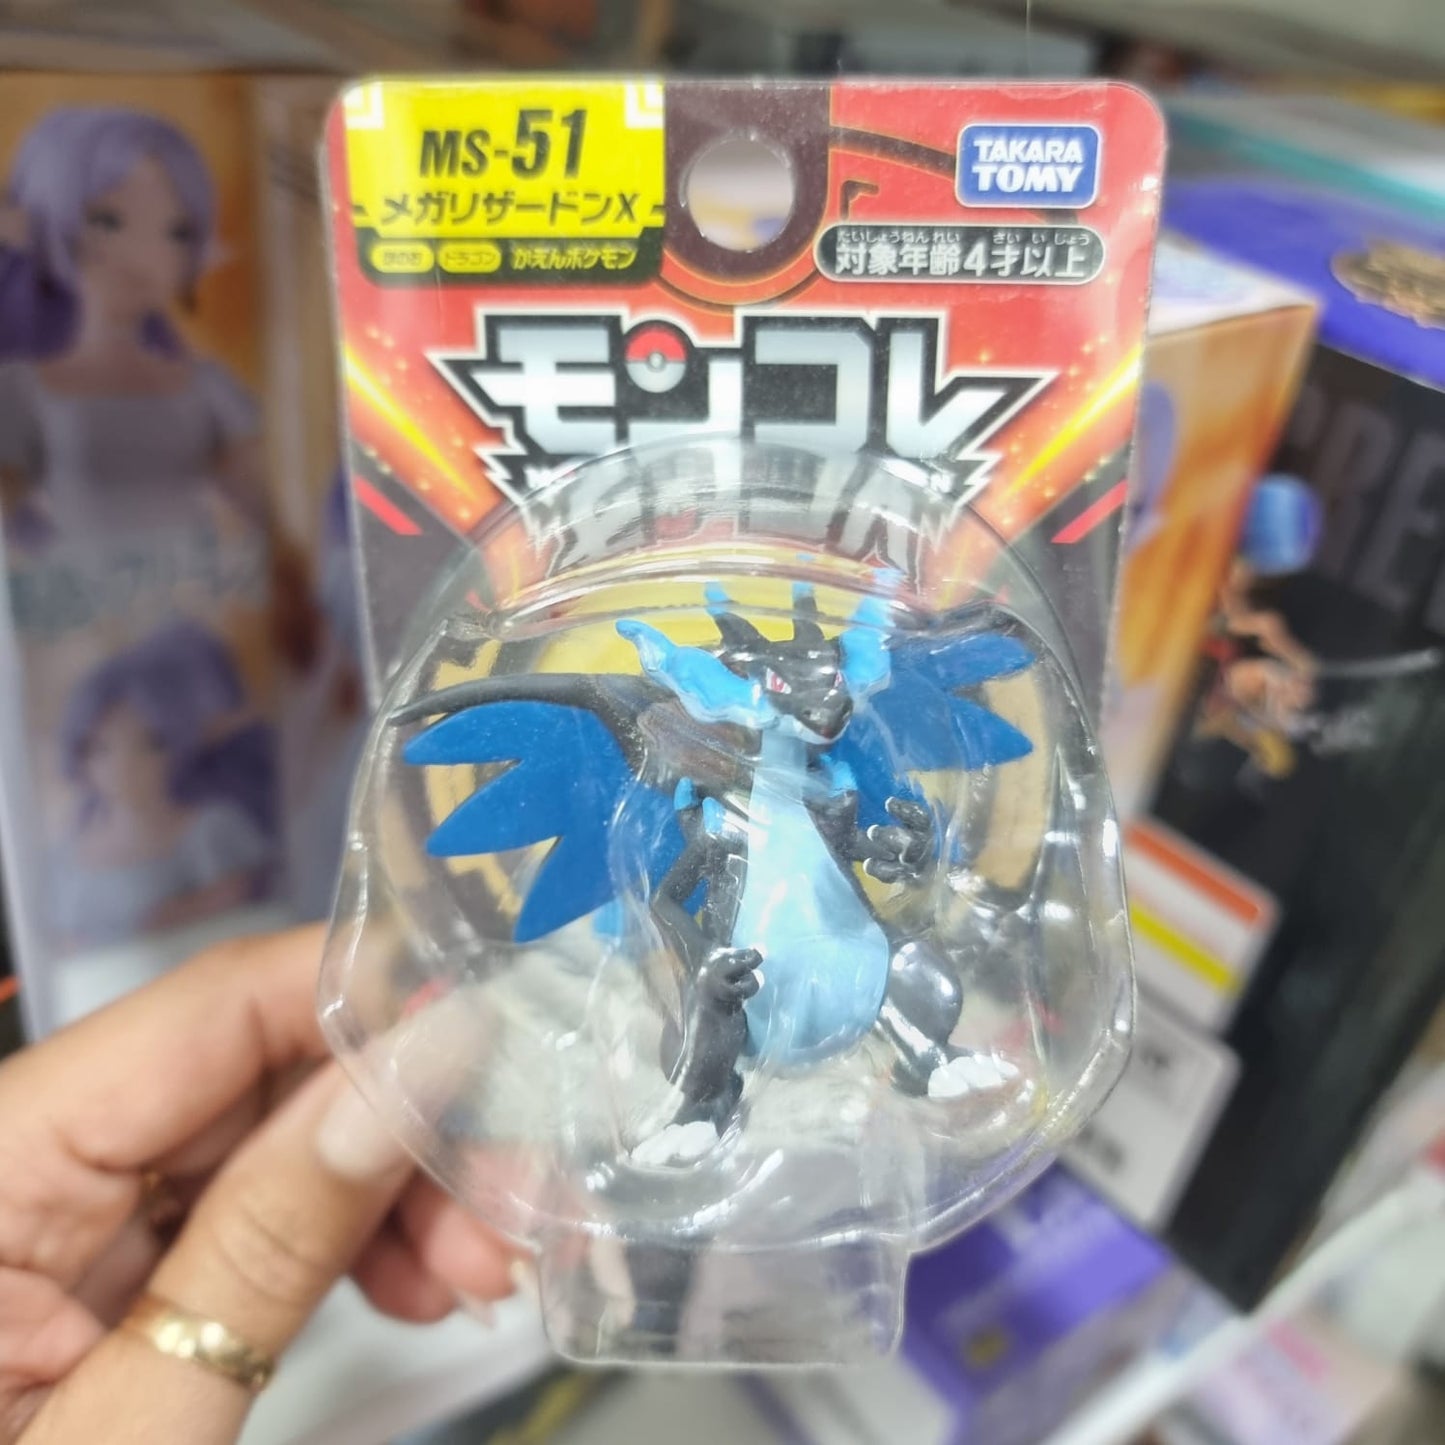 MS-51
メガリザードンX
ほのお ドラゴン かえんポケモン
TAKARA
TOMY
たいしょうねんれい さい いじょう
対象年齢4才以上
モンコレ